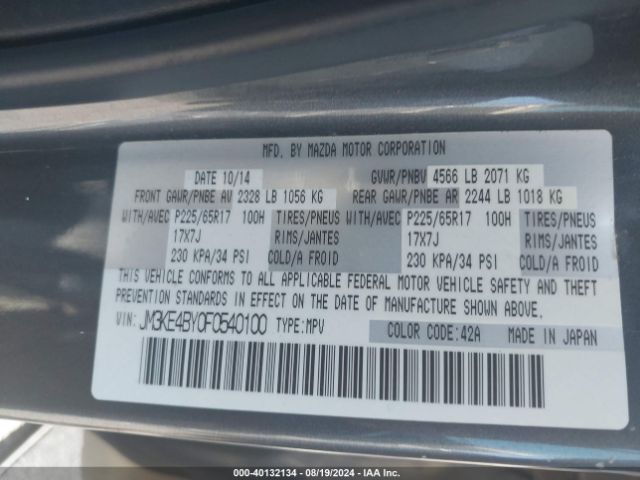 MFD. BY MAZDA MOTOR CORPORATION
DATE 10/14 GVWR/PNBV 4566 LB 2071 KG
FRONT GAWR/PNBE AV 2328 LB 1056 KG REAR GAWR/PNBE AR 2244 LB 1018 KG
WITH/AVEC P225/65R17 100H TIRES/PNEUS WITH/AVEC P225/65R17 100H TIRES/PNEUS
17X7J RIMS/JANTES 17X7J RIMS/JANTES
230 KPA/34 PSI COLD/A FROID 230 KPA/34 PSI COLD/A FROID
THIS VEHICLE CONFORMS TO ALL APPLICABLE FEDERAL MOTOR VEHICLE SAFETY AND THEFT
PREVENTION STANDARDS IN EFFECT ON THE DATE OF MANUFACTURE SHOWN ABOVE.
VIN: JM3KE4BY0F0540100 TYPE:MPV COLOR CODE:42A MADE IN JAPAN
000-40132134 - 08/19/2024 - IAA Inc.